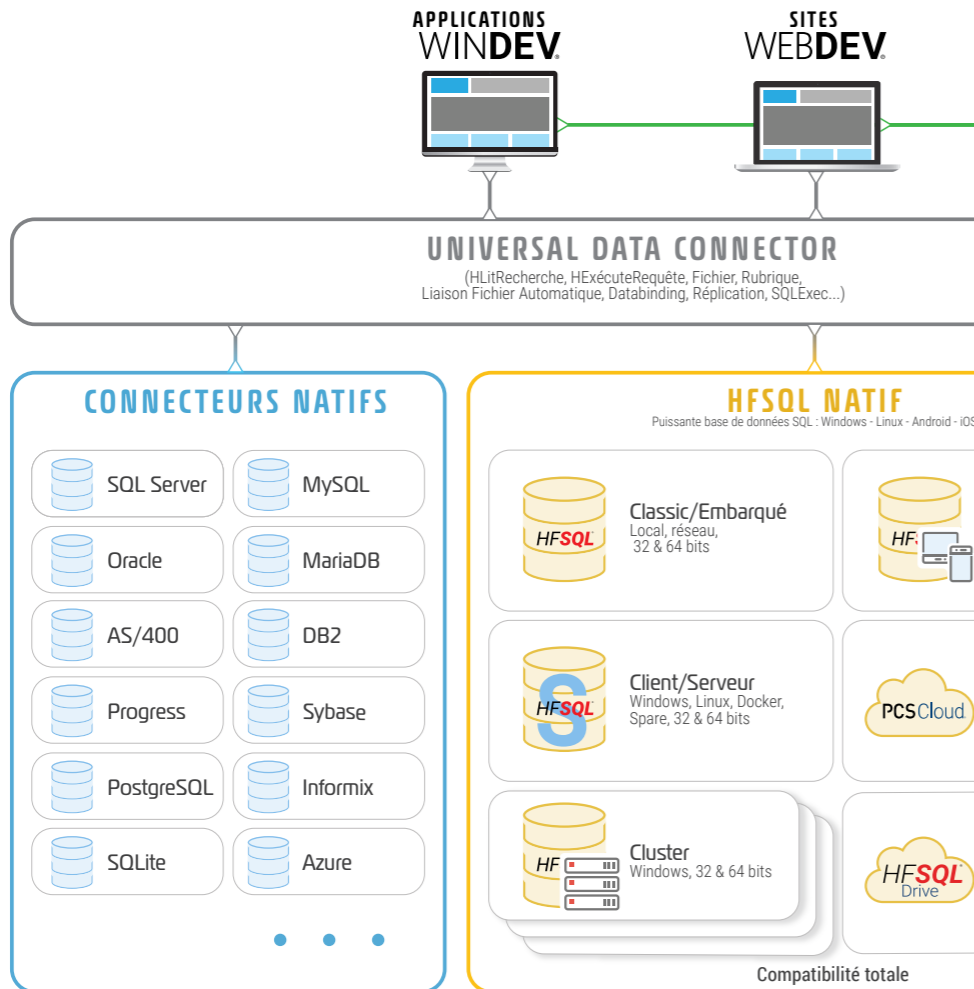 APPLICATIONS
WINDEV®
SITES
WEBDEV®
UNIVERSAL DATA CONNECTOR
(HLitRecherche, HExécuteRequête, Fichier, Rubrique,
Liaison Fichier Automatique, Databinding, Réplication, SQLExec...)
CONNECTEURS NATIFS
SQL Server
MySQL
Oracle
MariaDB
AS/400
DB2
Progress
Sybase
PostgreSQL
Informix
SQLite
Azure
HFSQL NATIF
Puissante base de données SQL : Windows - Linux - Android - iOS
HFSQL
Classic/Embarqué
Local, réseau,
32 & 64 bits
HF
S
HFSQL
Client/Serveur
Windows, Linux, Docker,
Spare, 32 & 64 bits
PCSCloud
HF
Cluster
Windows, 32 & 64 bits
HFSQL
Drive
Compatibilité totale